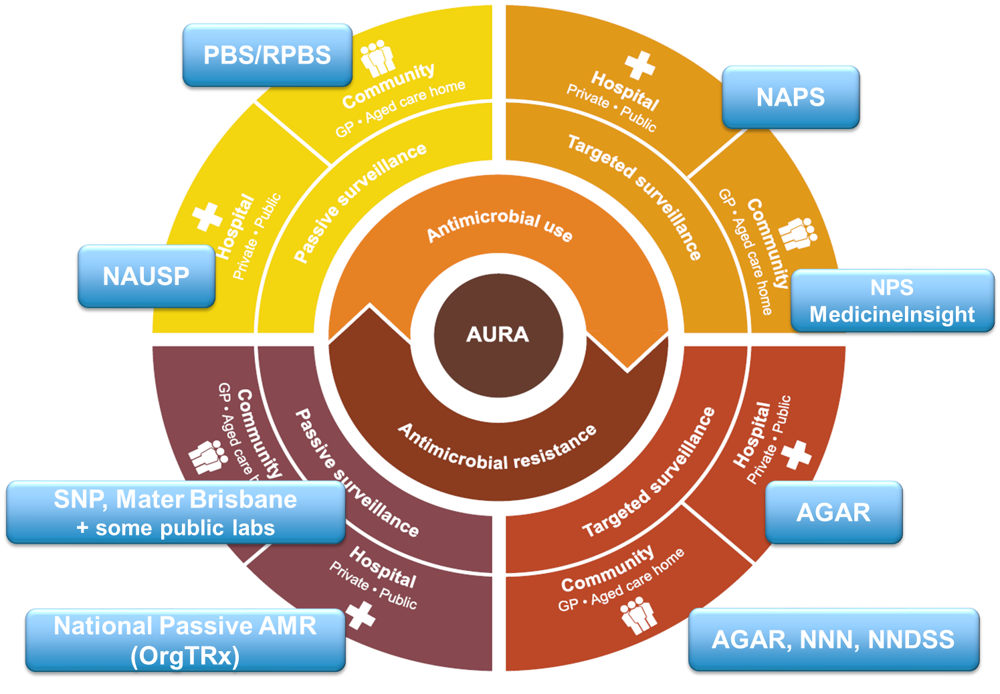 PBS/RPBS
Community
GP • Aged care home
Hospital
Private • Public
NAPS
Passive surveillance
Targeted surveillance
Hospital
Private • Public
NAUSP
Community
GP • Aged care home
NPS
MedicineInsight
Antimicrobial use
AURA
Antimicrobial resistance
Community
GP • Aged care
Passive surveillance
SNP, Mater Brisbane
+ some public labs
Hospital
Private • Public
National Passive AMR
(OrgTRx)
Targeted surveillance
Hospital
Private • Public
AGAR
Community
GP • Aged care home
AGAR, NNN, NNDSS